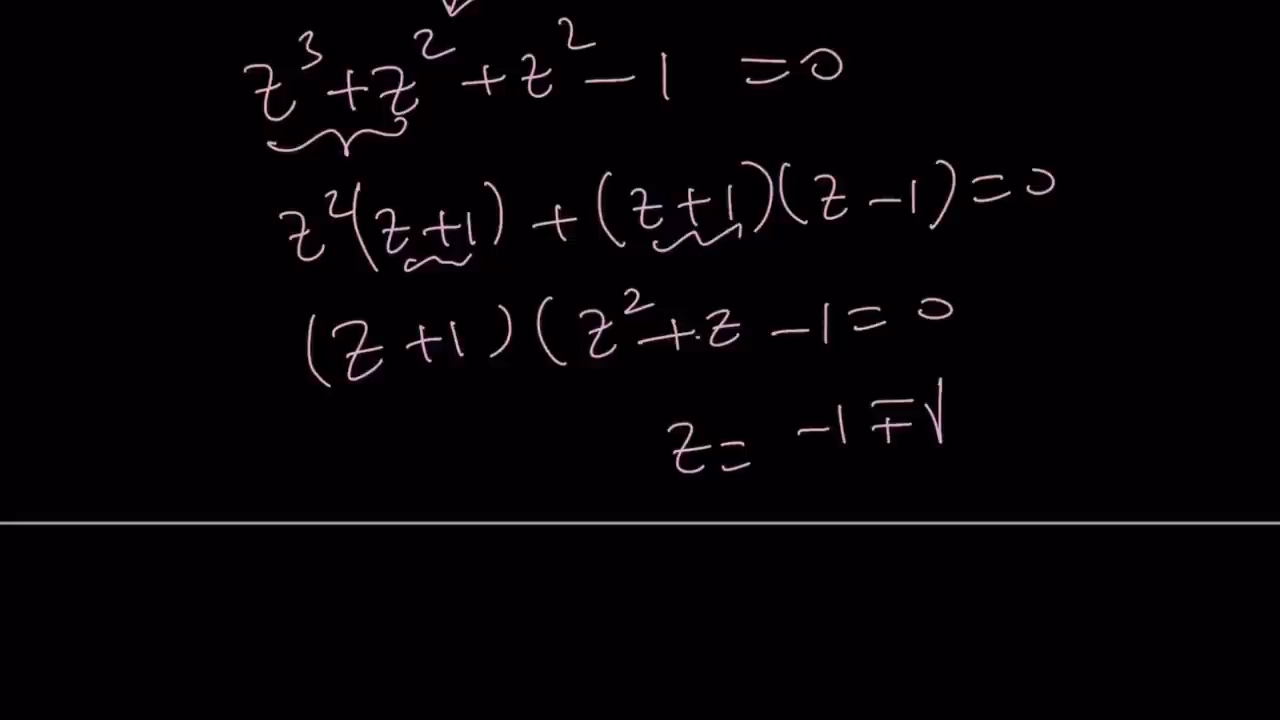 z³ + z² + z² - 1 = 0
z²(z+1) + (z+1)(z-1) = 0
(z+1)(z² + z - 1 = 0
z = -1 ∓ √